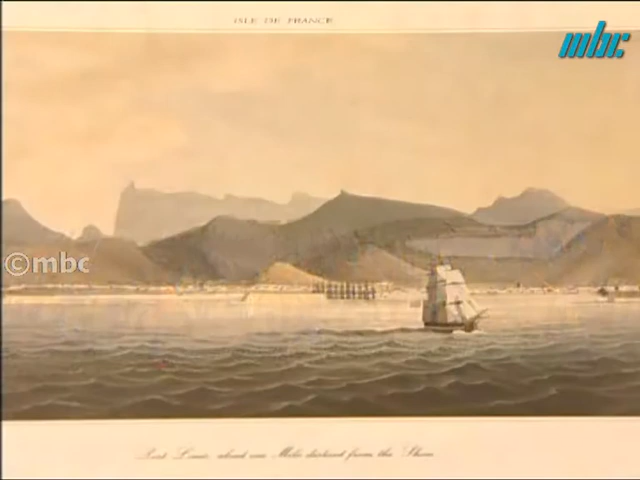 ISLE DE FRANCE
mbc
©mbc
Port Louis about one Mile distant from the Shore